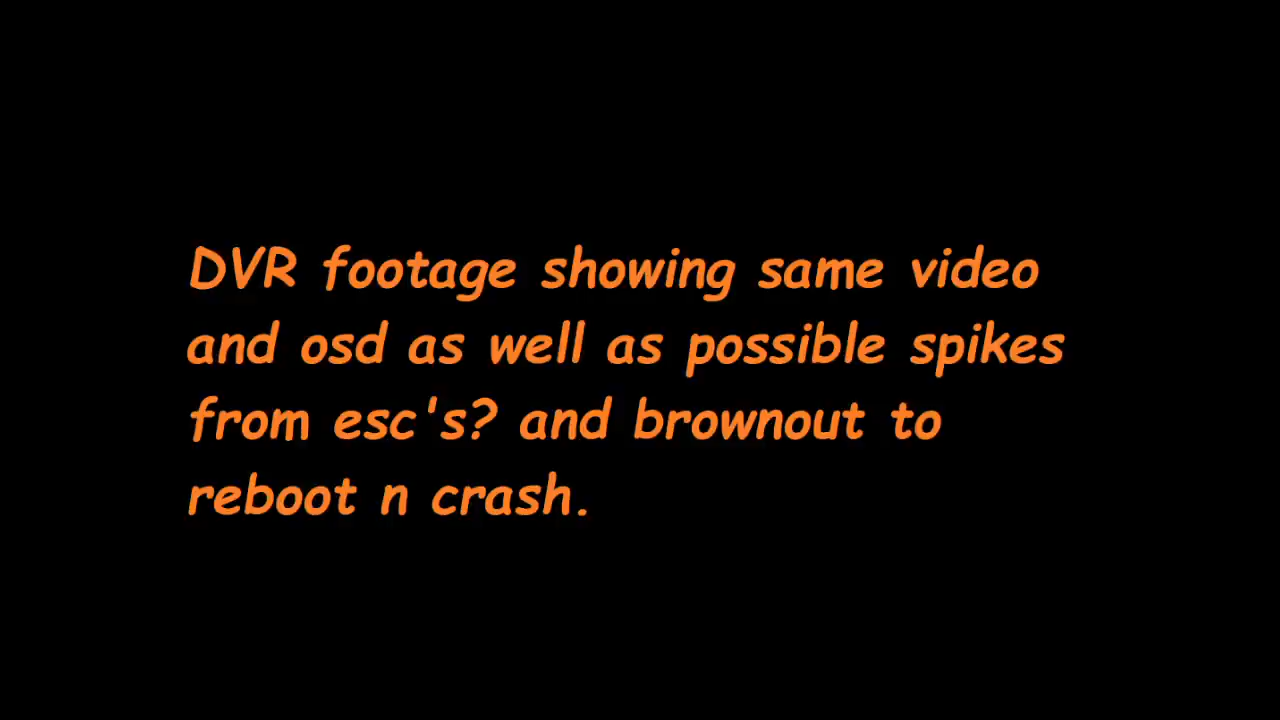 DVR footage showing same video
and osd as well as possible spikes
from esc's? and brownout to
reboot n crash.